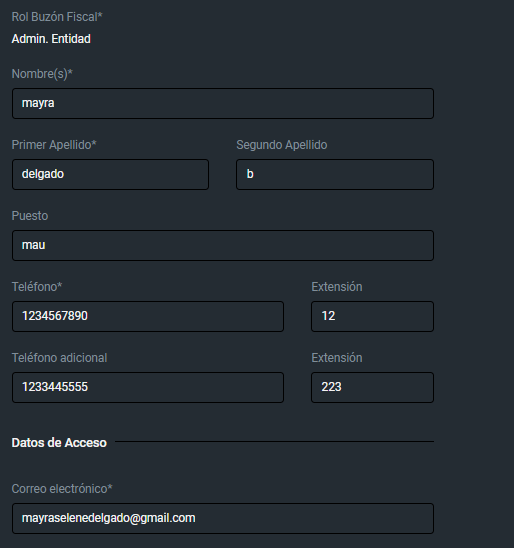 Rol Buzón Fiscal*
Admin. Entidad
Nombre(s)*
mayra
Primer Apellido* Segundo Apellido
delgado b
Puesto
mau
Teléfono* Extensión
1234567890 12
Teléfono adicional Extensión
1233445555 223
Datos de Acceso
Correo electrónico*
mayraselenedelgado@gmail.com